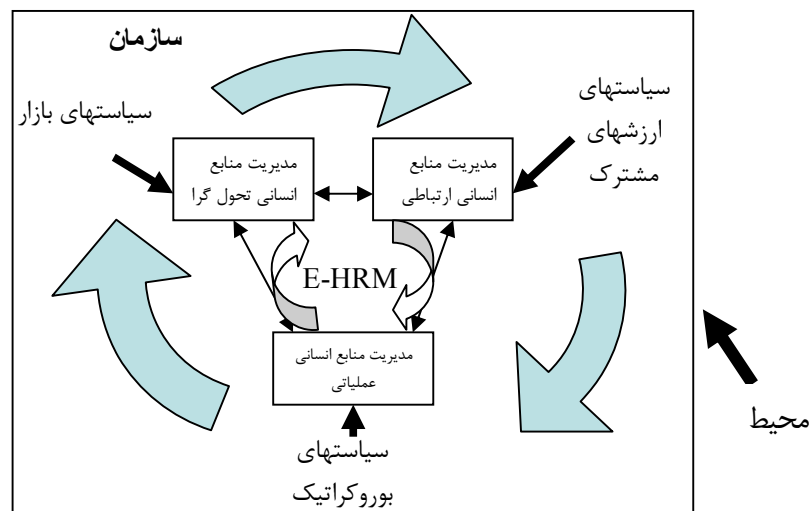 سازمان
سیاستهای
ارزشهای
مشترک
سیاستهای بازار
مدیریت منابع
انسانی ارتباطی
مدیریت منابع
انسانی تحول گرا
E-HRM
مدیریت منابع انسانی
عملیاتی
محیط
سیاستهای
بوروکراتیک